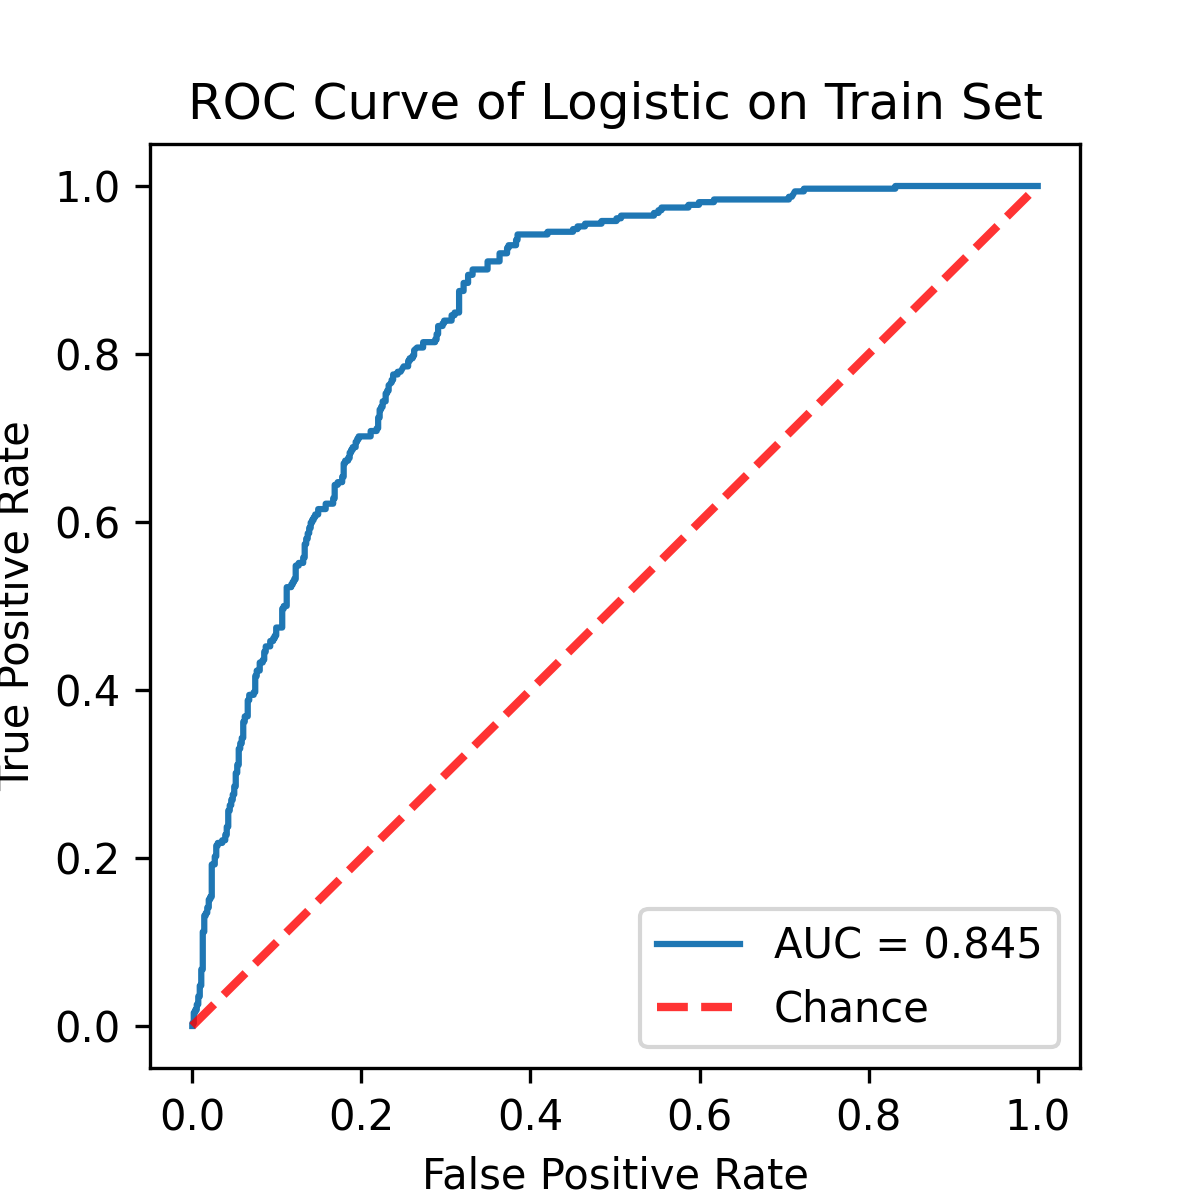 ROC Curve of Logistic on Train Set
True Positive Rate
1.0
0.8
0.6
0.4
0.2
0.0
0.0 0.2 0.4 0.6 0.8 1.0
False Positive Rate
AUC = 0.845
Chance